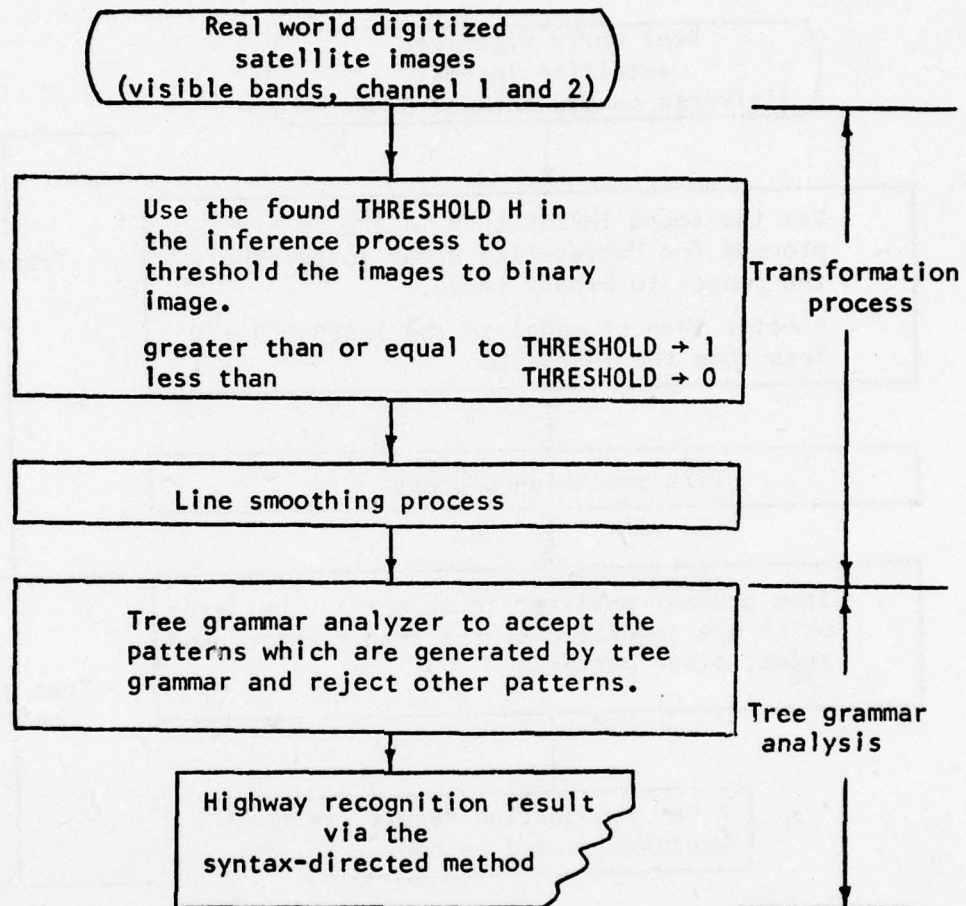 Real world digitized
satellite images
(visible bands, channel 1 and 2)
Use the found THRESHOLD H in
the inference process to
threshold the images to binary
image.
greater than or equal to THRESHOLD → 1
less than THRESHOLD → 0
Transformation
process
Line smoothing process
Tree grammar analyzer to accept the
patterns which are generated by tree
grammar and reject other patterns.
Tree grammar
analysis
Highway recognition result
via the
syntax-directed method